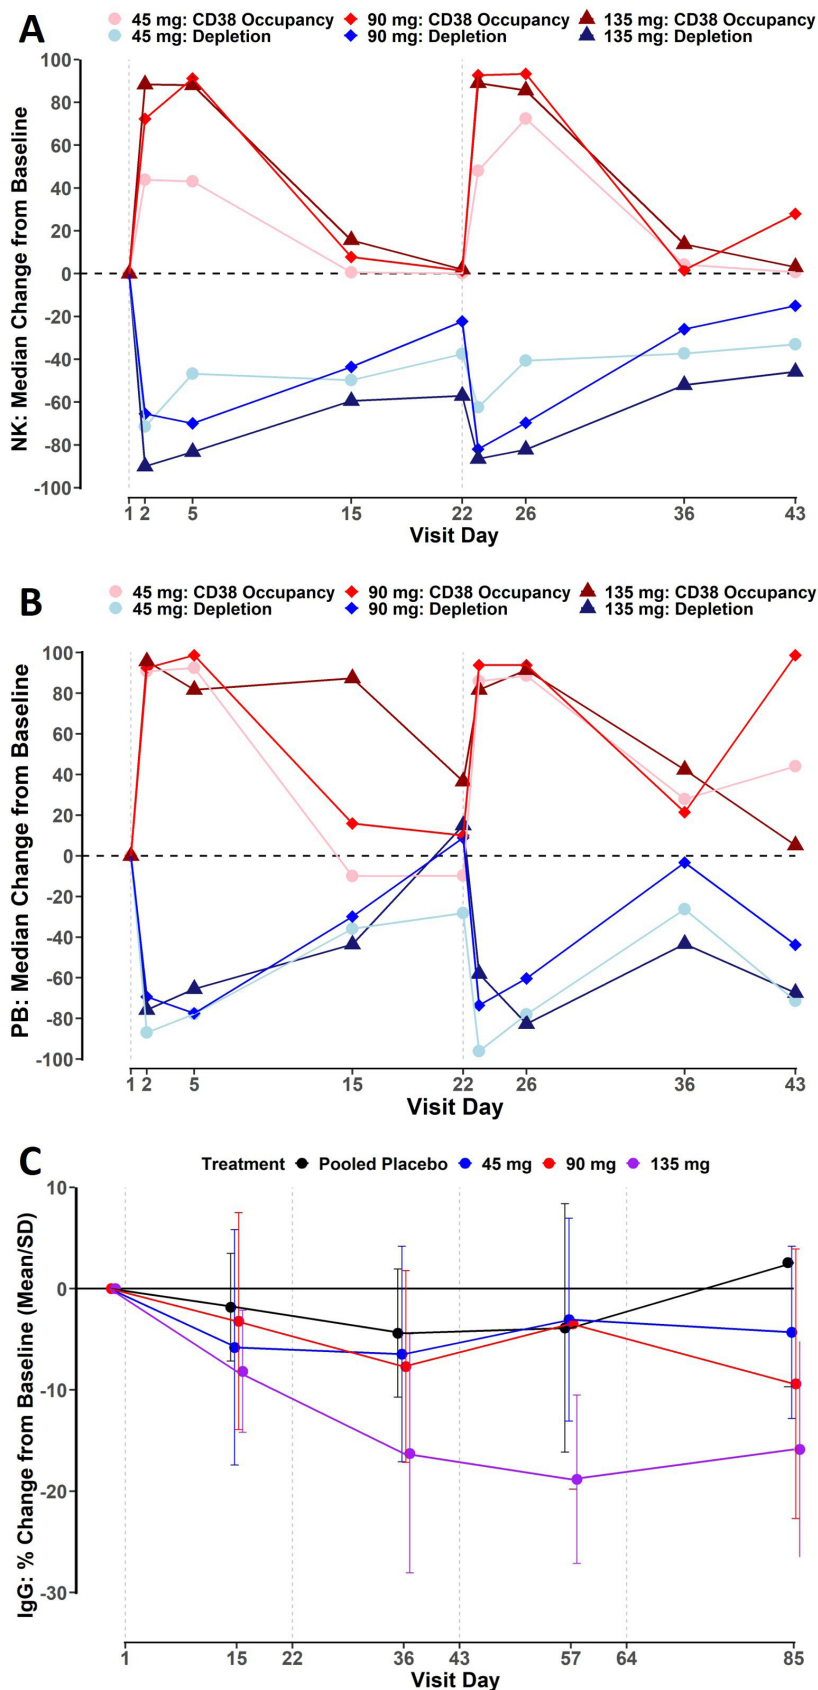 A
45 mg: CD38 Occupancy 90 mg: CD38 Occupancy 135 mg: CD38 Occupancy
45 mg: Depletion 90 mg: Depletion 135 mg: Depletion
NK: Median Change from Baseline
100
80
60
40
20
0
-20
-40
-60
-80
-100
1 2 5 15 22 26 36 43
Visit Day
B
45 mg: CD38 Occupancy 90 mg: CD38 Occupancy 135 mg: CD38 Occupancy
45 mg: Depletion 90 mg: Depletion 135 mg: Depletion
PB: Median Change from Baseline
100
80
60
40
20
0
-20
-40
-60
-80
-100
1 2 5 15 22 26 36 43
Visit Day
C
Treatment Pooled Placebo 45 mg 90 mg 135 mg
IgG: % Change from Baseline (Mean/SD)
10
0
-10
-20
-30
1 15 22 36 43 57 64 85
Visit Day